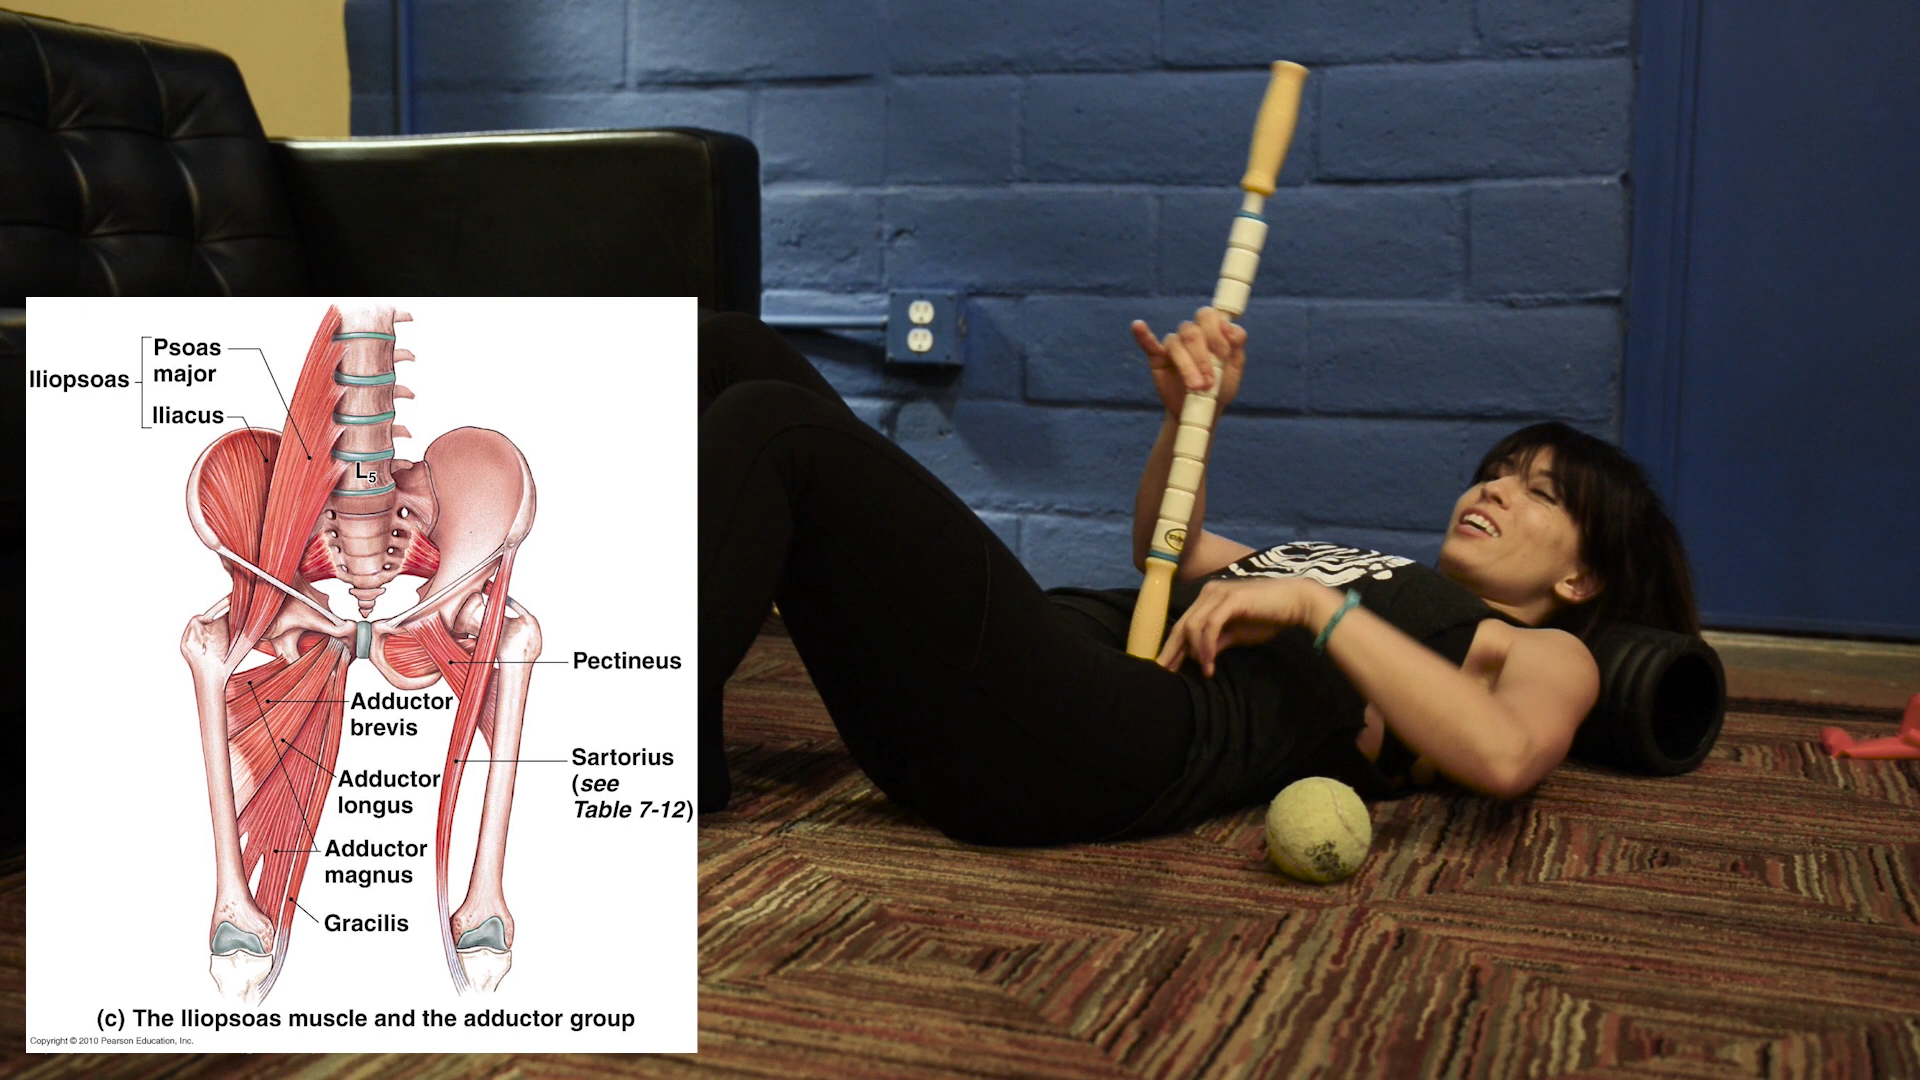 Psoas
major
Iliopsoas
Iliacus
L5
Pectineus
Adductor
brevis
Sartorius
(see
Table 7-12)
Adductor
longus
Adductor
magnus
Gracilis
(c) The Iliopsoas muscle and the adductor group
Copyright © 2010 Pearson Education, Inc.